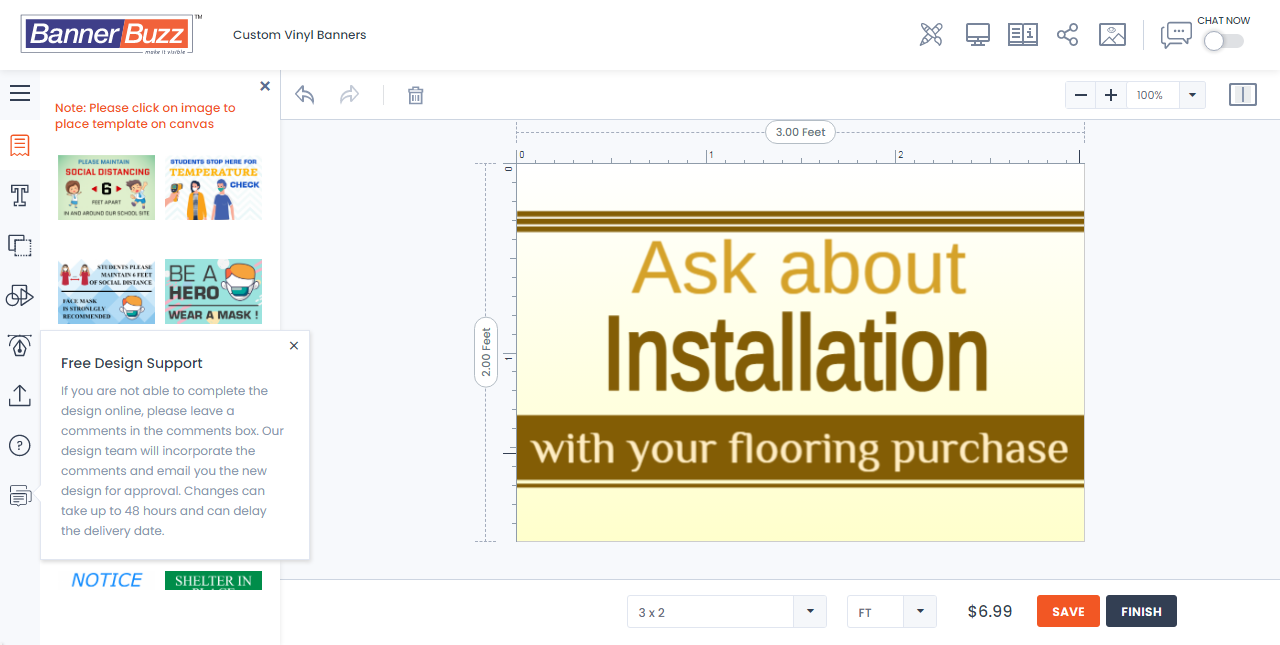 BannerBuzz TM
make it visible
Custom Vinyl Banners
CHAT NOW
Note: Please click on image to
place template on canvas
100%
PLEASE MAINTAIN
SOCIAL DISTANCING
6
FEET APART
IN AND AROUND OUR SCHOOL SITE
STUDENTS STOP HERE FOR
TEMPERATURE
CHECK
STUDENTS PLEASE
MAINTAIN 6 FEET
OF SOCIAL DISTANCE
FACE MASK
IS STRONLGLY
RECOMMENDED
BE A
HERO
WEAR A MASK !
Free Design Support
If you are not able to complete the
design online, please leave a
comments in the comments box. Our
design team will incorporate the
comments and email you the new
design for approval. Changes can
take up to 48 hours and can delay
the delivery date.
NOTICE
SHELTER IN
PLACE
3.00 Feet
0 1 2
0
1
2.00 Feet
Ask about
Installation
with your flooring purchase
3 x 2
FT
$6.99
SAVE
FINISH